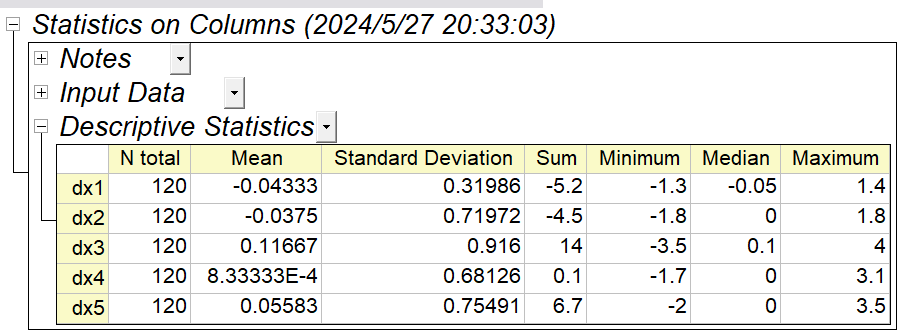 Statistics on Columns (2024/5/27 20:33:03)
Notes
Input Data
Descriptive Statistics
N total Mean Standard Deviation Sum Minimum Median Maximum
dx1 120 -0.04333 0.31986 -5.2 -1.3 -0.05 1.4
dx2 120 -0.0375 0.71972 -4.5 -1.8 0 1.8
dx3 120 0.11667 0.916 14 -3.5 0.1 4
dx4 120 8.33333E-4 0.68126 0.1 -1.7 0 3.1
dx5 120 0.05583 0.75491 6.7 -2 0 3.5